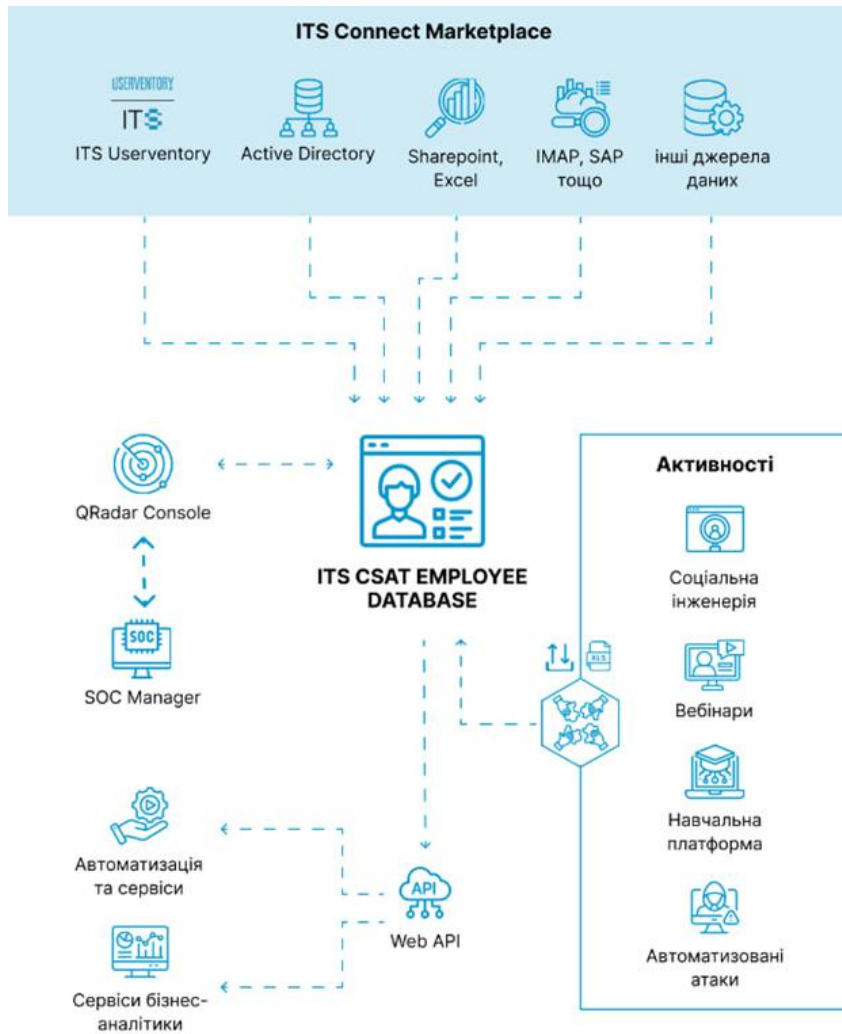 ITS Connect Marketplace
USERVENTORY
ITS
ITS Userventory
Active Directory
Sharepoint,
Excel
IMAP, SAP
тощо
інші джерела
даних
QRadar Console
ITS CSAT EMPLOYEE
DATABASE
SOC
SOC Manager
XLS
Активності
Соціальна
інженерія
Вебінари
Навчальна
платформа
Автоматизовані
атаки
Автоматизація
та сервіси
API
Web API
Сервіси бізнес-
аналітики